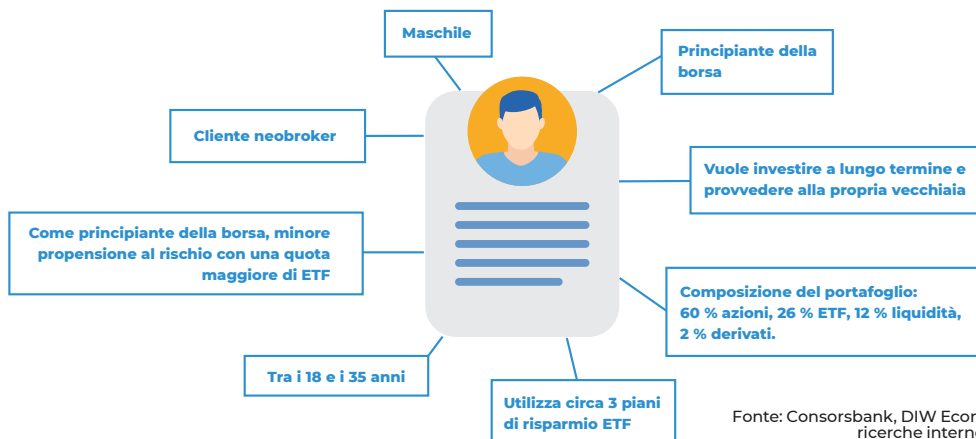 Maschile
Principiante della
borsa
Cliente neobroker
Vuole investire a lungo termine e
provvedere alla propria vecchiaia
Come principiante della borsa, minore
propensione al rischio con una quota
maggiore di ETF
Composizione del portafoglio:
60 % azioni, 26 % ETF, 12 % liquidità,
2 % derivati.
Tra i 18 e i 35 anni
Utilizza circa 3 piani
di risparmio ETF
Fonte: Consorsbank, DIW Econ
ricerche intern